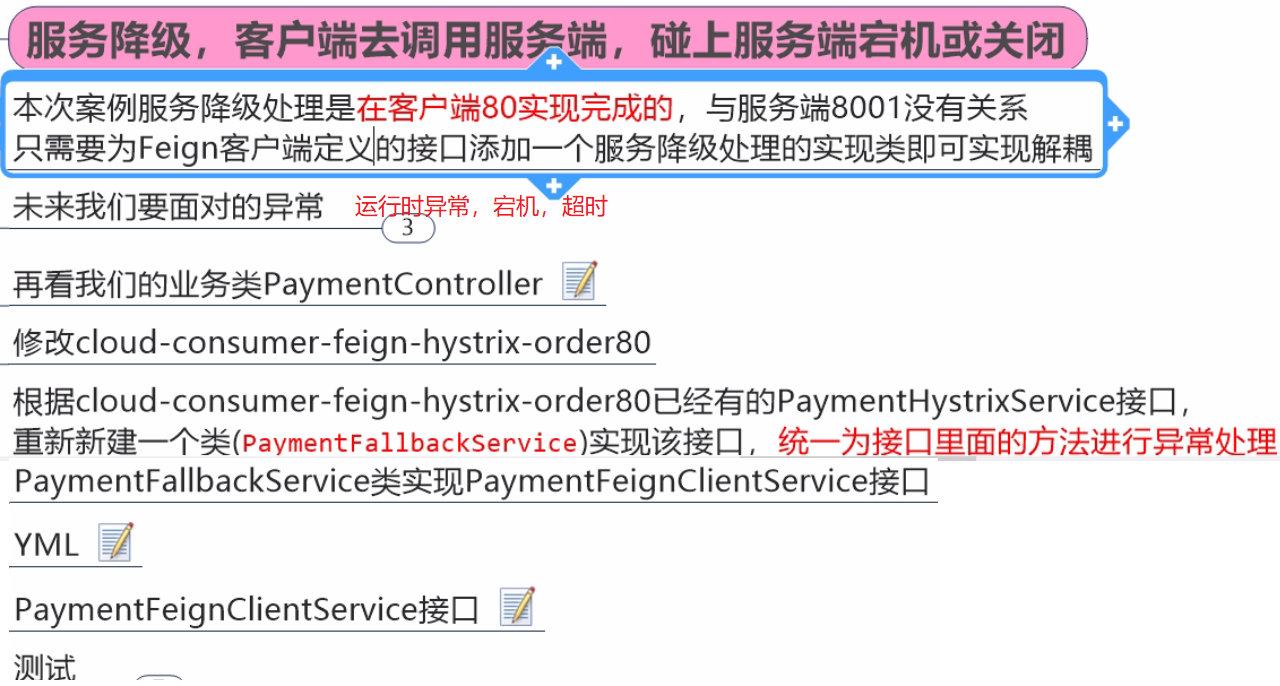 服务降级，客户端去调用服务端，碰上服务端宕机或关闭
本次案例服务降级处理是在客户端80实现完成的，与服务端8001没有关系
只需要为Feign客户端定义的接口添加一个服务降级处理的实现类即可实现解耦
未来我们要面对的异常 运行时异常，宕机，超时
3
再看我们的业务类PaymentController
修改cloud-consumer-feign-hystrix-order80
根据cloud-consumer-feign-hystrix-order80已经有的PaymentHystrixService接口，
重新新建一个类(PaymentFallbackService)实现该接口，统一为接口里面的方法进行异常处理
PaymentFallbackService类实现PaymentFeignClientService接口
YML
PaymentFeignClientService接口
测试